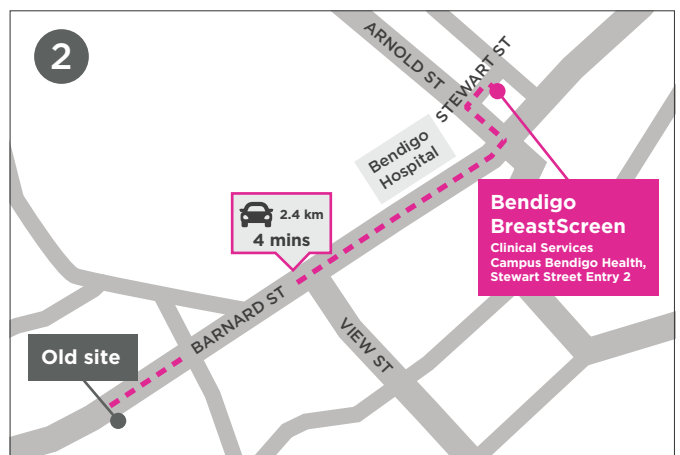 2
ARNOLD ST
STEWART ST
Bendigo
Hospital
2.4 km
4 mins
Bendigo
BreastScreen
Clinical Services
Campus Bendigo Health,
Stewart Street Entry 2
BARNARD ST
VIEW ST
Old site